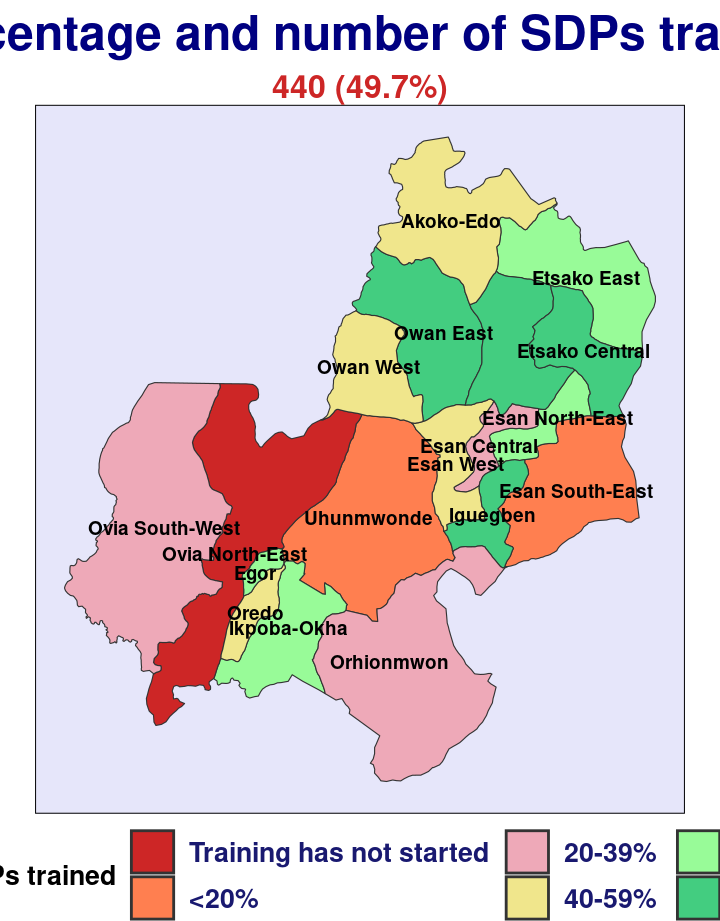 centage and number of SDPs tra
440 (49.7%)
Akoko-Edo
Etsako East
Owan East
Etsako Central
Owan West
Esan North-East
Esan Central
Esan West
Esan South-East
Iguegben
Uhunmwonde
Ovia South-West
Ovia North-East
Egor
Oredo
Ikpoba-Okha
Orhionmwon
Ps trained
Training has not started
20-39%
<20%
40-59%